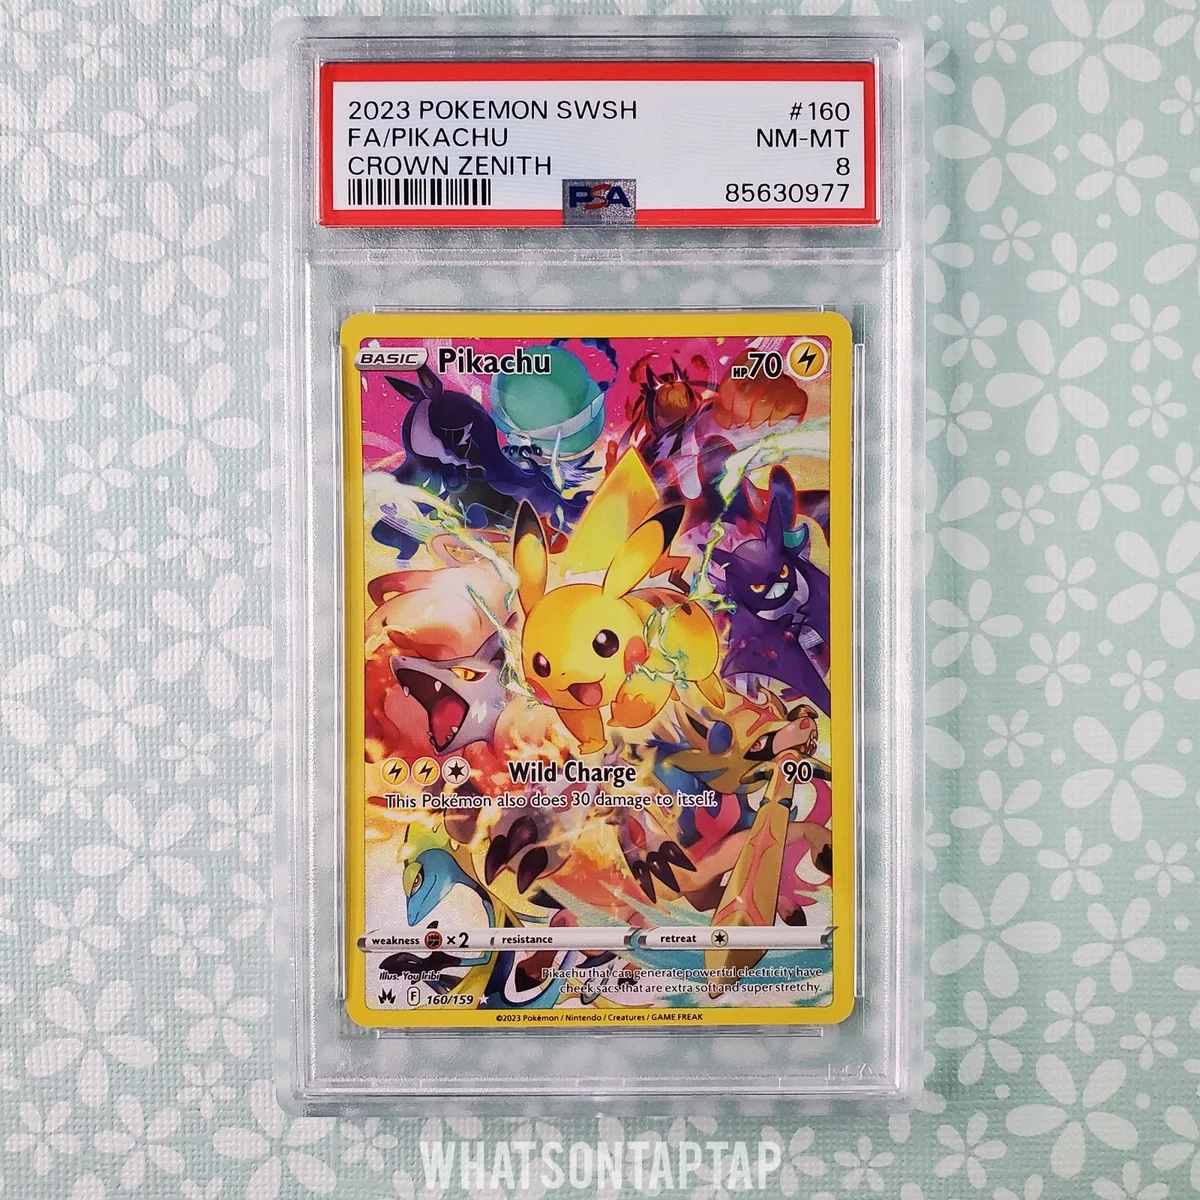 2023 POKEMON SWSH #160
FA/PIKACHU NM-MT
CROWN ZENITH 8
PSA 85630977
BASIC Pikachu HP 70
Wild Charge 90
This Pokémon also does 30 damage to itself.
weakness ×2 resistance retreat
Illus. You Iribi
Pikachu that can generate powerful electricity have
cheek sacs that are extra soft and super stretchy.
F 160/159
©2023 Pokémon / Nintendo / Creatures / GAME FREAK
PSA
WHATSONTAPTAP